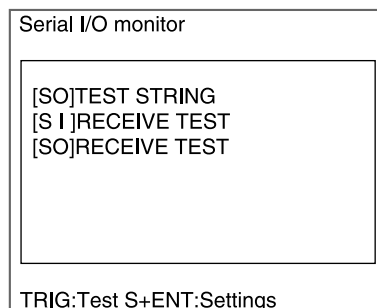 Serial I/O monitor
[SO]TEST STRING
[S I ]RECEIVE TEST
[SO]RECEIVE TEST
TRIG:Test S+ENT:Settings